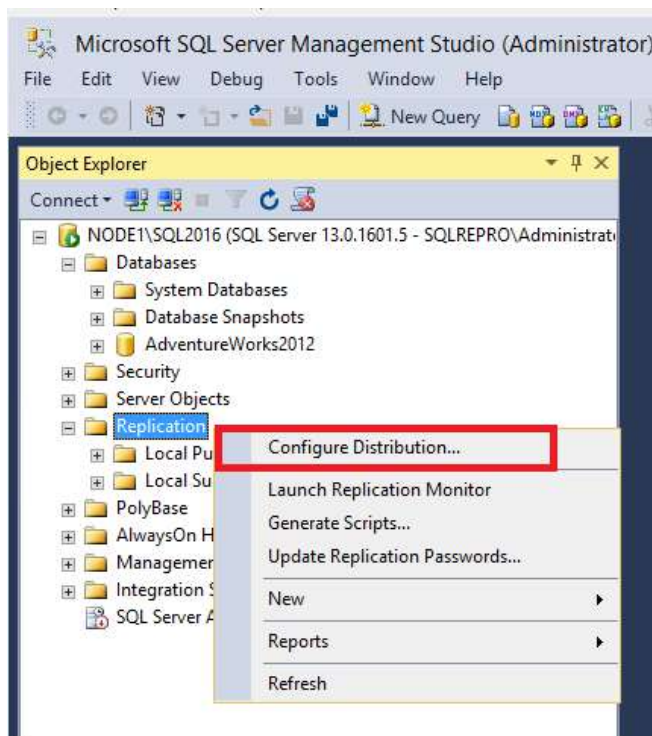 Microsoft SQL Server Management Studio (Administrator)
File Edit View Debug Tools Window Help
New Query
Object Explorer
Connect
NODE1\SQL2016 (SQL Server 13.0.1601.5 - SQLREPRO\Administrat
Databases
System Databases
Database Snapshots
AdventureWorks2012
Security
Server Objects
Replication
Configure Distribution...
Local Pu
Local Su
Launch Replication Monitor
PolyBase
Generate Scripts...
AlwaysOn H
Update Replication Passwords...
Managemen
Integration S
New
SQL Server A
Reports
Refresh